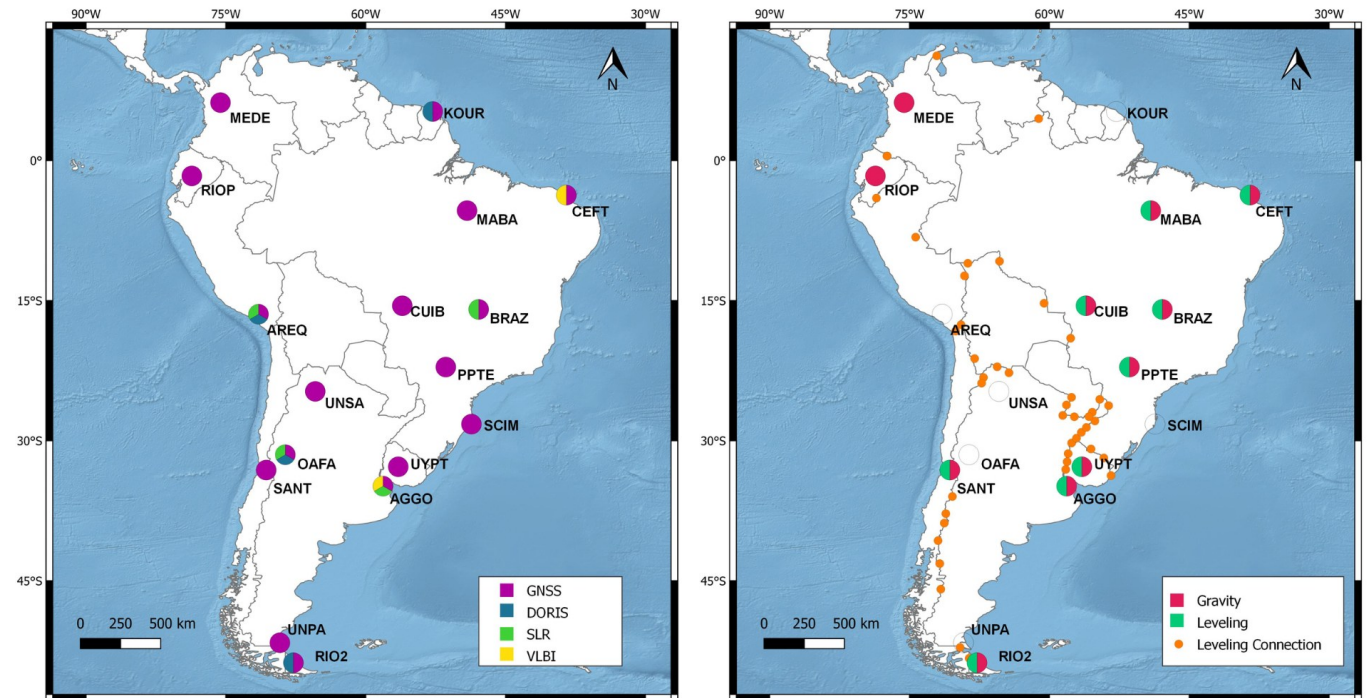 90°W 75°W 60°W 45°W 30°W
N
MEDE
KOUR
0°
RIOP
CEFT
MABA
15°S
CUIB
BRAZ
AREQ
PPTE
UNSA
SCIM
30°S
OAFA
UYPT
SANT
AGGO
45°S
GNSS
DORIS
SLR
VLBI
0 250 500 km
UNPA
RIO2
90°W 75°W 60°W 45°W 30°W
N
MEDE
KOUR
0°
RIOP
CEFT
MABA
15°S
CUIB
BRAZ
AREQ
PPTE
UNSA
SCIM
30°S
OAFA
UYPT
SANT
AGGO
45°S
Gravity
Leveling
Leveling Connection
0 250 500 km
UNPA
RIO2